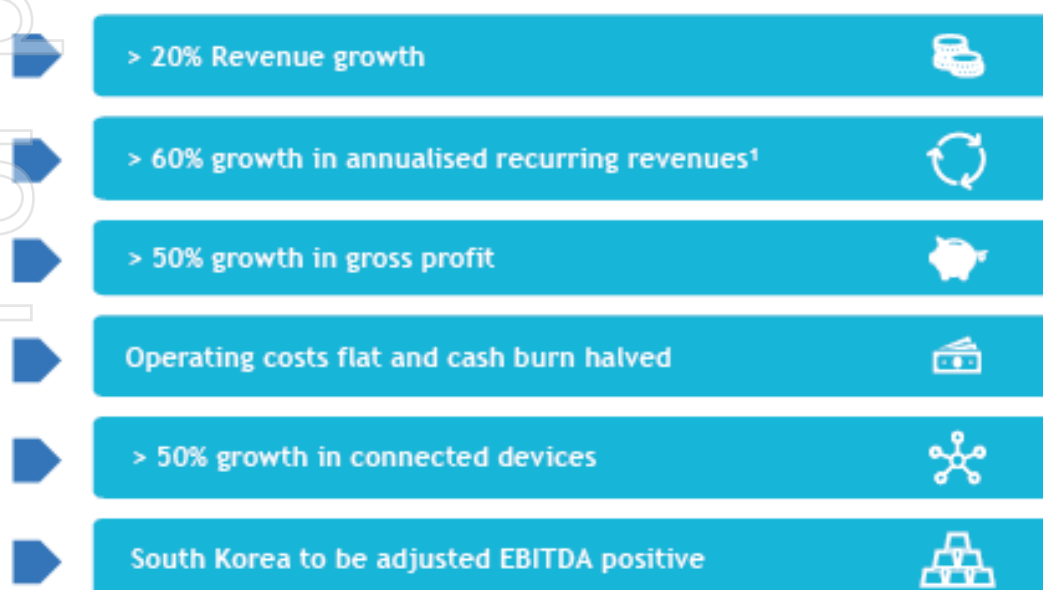 > 20% Revenue growth
> 60% growth in annualised recurring revenues¹
> 50% growth in gross profit
Operating costs flat and cash burn halved
> 50% growth in connected devices
South Korea to be adjusted EBITDA positive